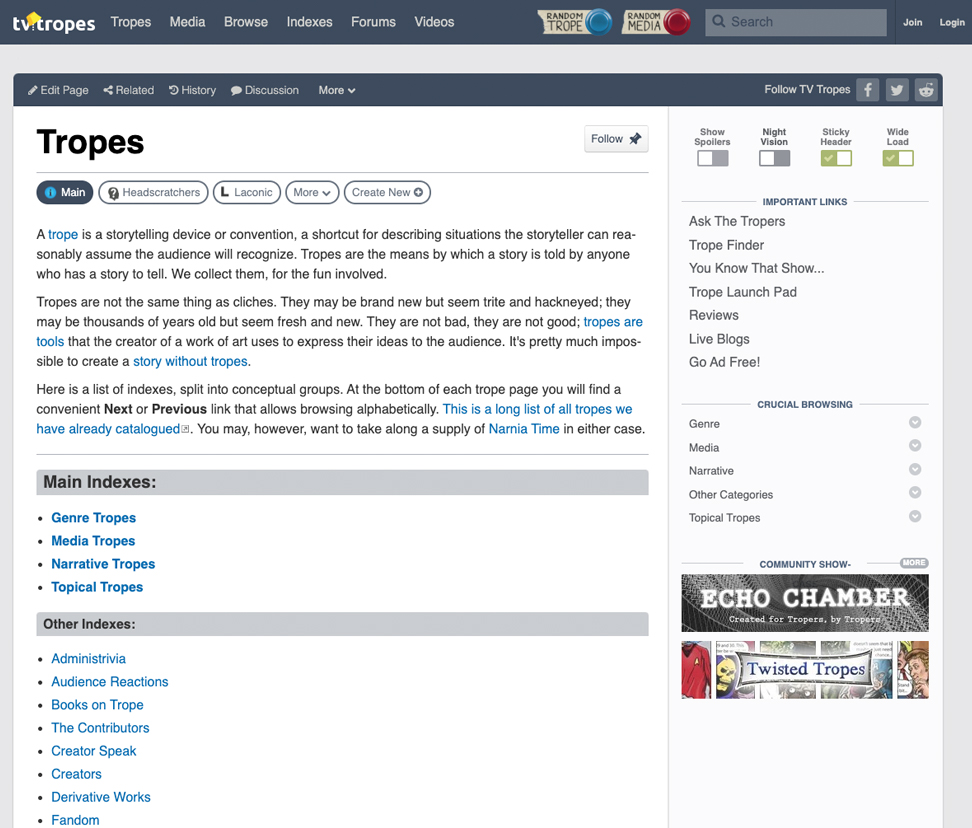 tvtropes Tropes Media Browse Indexes Forums Videos RANDOM TROPE RANDOM MEDIA Search Join Login
Edit Page Related History Discussion More Follow TV Tropes
Tropes
Follow
Main Headscratchers Laconic More Create New
A trope is a storytelling device or convention, a shortcut for describing situations the storyteller can rea-
sonably assume the audience will recognize. Tropes are the means by which a story is told by anyone
who has a story to tell. We collect them, for the fun involved.
Tropes are not the same thing as cliches. They may be brand new but seem trite and hackneyed; they
may be thousands of years old but seem fresh and new. They are not bad, they are not good; tropes are
tools that the creator of a work of art uses to express their ideas to the audience. It's pretty much impos-
sible to create a story without tropes.
Here is a list of indexes, split into conceptual groups. At the bottom of each trope page you will find a
convenient Next or Previous link that allows browsing alphabetically. This is a long list of all tropes we
have already catalogued. You may, however, want to take along a supply of Narnia Time in either case.
Main Indexes:
Genre Tropes
Media Tropes
Narrative Tropes
Topical Tropes
Other Indexes:
Administrivia
Audience Reactions
Books on Trope
The Contributors
Creator Speak
Creators
Derivative Works
Fandom
Show Spoilers
Night Vision
Sticky Header
Wide Load
IMPORTANT LINKS
Ask The Tropers
Trope Finder
You Know That Show...
Trope Launch Pad
Reviews
Live Blogs
Go Ad Free!
CRUCIAL BROWSING
Genre
Media
Narrative
Other Categories
Topical Tropes
COMMUNITY SHOW- MORE
ECHO CHAMBER
Created for Tropers, by Tropers
Twisted Tropes